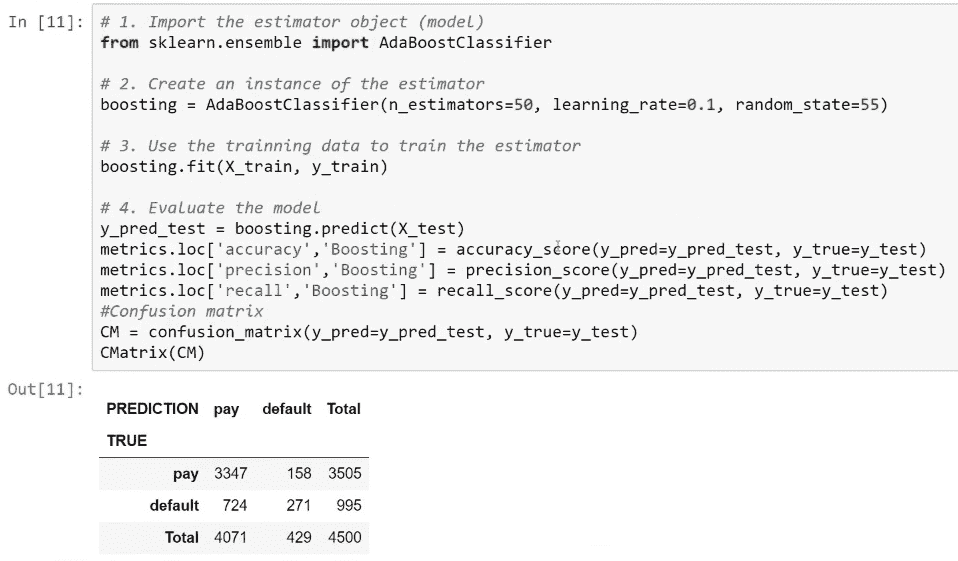 In [11]: # 1. Import the estimator object (model)
from sklearn.ensemble import AdaBoostClassifier
# 2. Create an instance of the estimator
boosting = AdaBoostClassifier(n_estimators=50, learning_rate=0.1, random_state=55)
# 3. Use the trainning data to train the estimator
boosting.fit(X_train, y_train)
# 4. Evaluate the model
y_pred_test = boosting.predict(X_test)
metrics.loc['accuracy','Boosting'] = accuracy_score(y_pred=y_pred_test, y_true=y_test)
metrics.loc['precision','Boosting'] = precision_score(y_pred=y_pred_test, y_true=y_test)
metrics.loc['recall','Boosting'] = recall_score(y_pred=y_pred_test, y_true=y_test)
#Confusion matrix
CM = confusion_matrix(y_pred=y_pred_test, y_true=y_test)
CMatrix(CM)
Out[11]:
PREDICTION pay default Total
TRUE
pay 3347 158 3505
default 724 271 995
Total 4071 429 4500